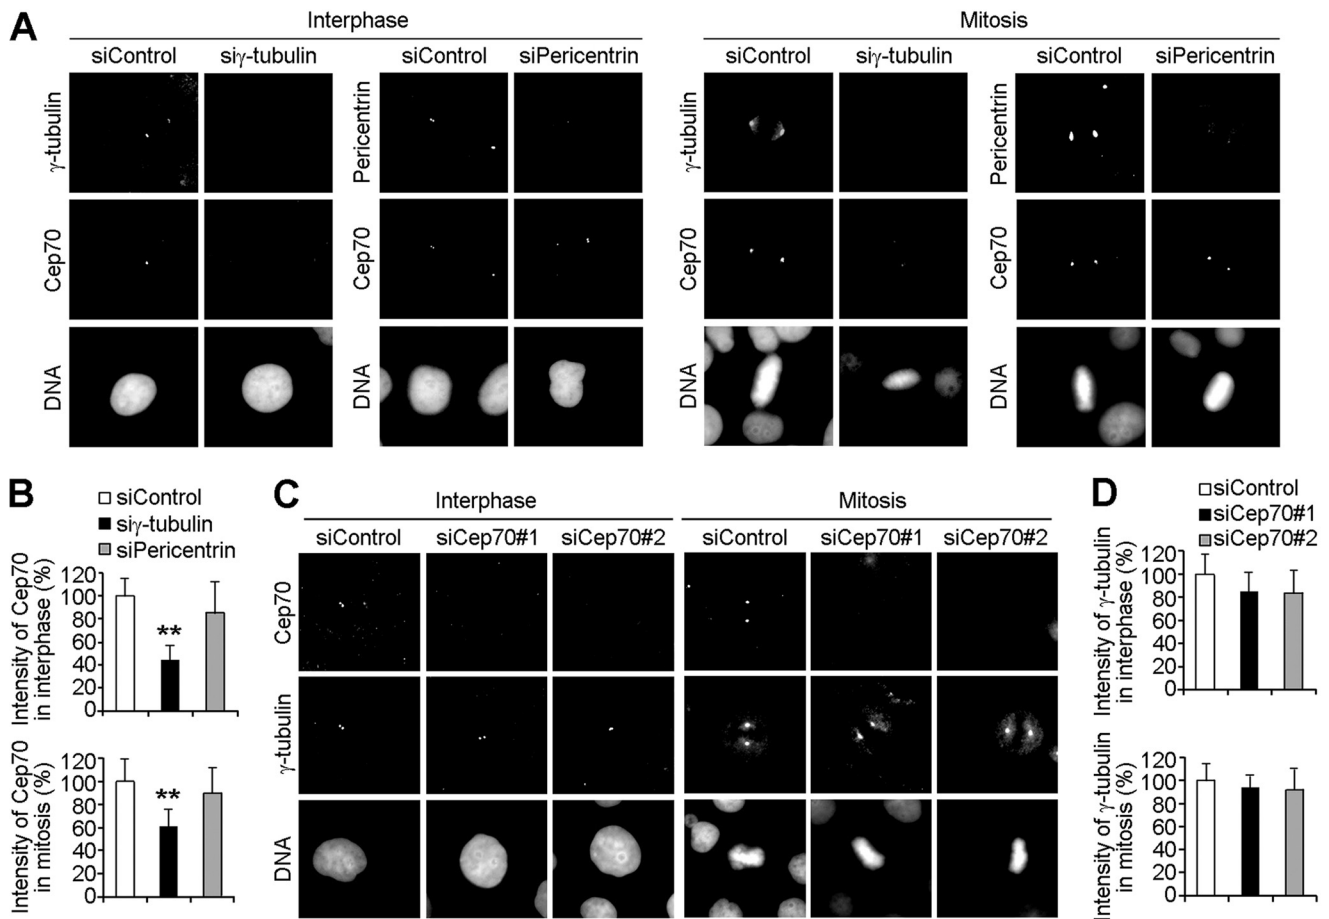 A
Interphase
Mitosis
siControl
siγ-tubulin
siControl
siPericentrin
siControl
siγ-tubulin
siControl
siPericentrin
γ-tubulin
Pericentrin
γ-tubulin
Pericentrin
Cep70
Cep70
Cep70
Cep70
DNA
DNA
DNA
DNA
B
siControl
siγ-tubulin
siPericentrin
Intensity of Cep70
in interphase (%)
120
100
80
60
40
20
0
**
Intensity of Cep70
in mitosis (%)
120
100
80
60
40
20
0
**
C
Interphase
Mitosis
siControl
siCep70#1
siCep70#2
siControl
siCep70#1
siCep70#2
Cep70
γ-tubulin
DNA
D
siControl
siCep70#1
siCep70#2
Intensity of γ-tubulin
in interphase (%)
120
100
80
60
40
20
0
Intensity of γ-tubulin
in mitosis (%)
120
100
80
60
40
20
0